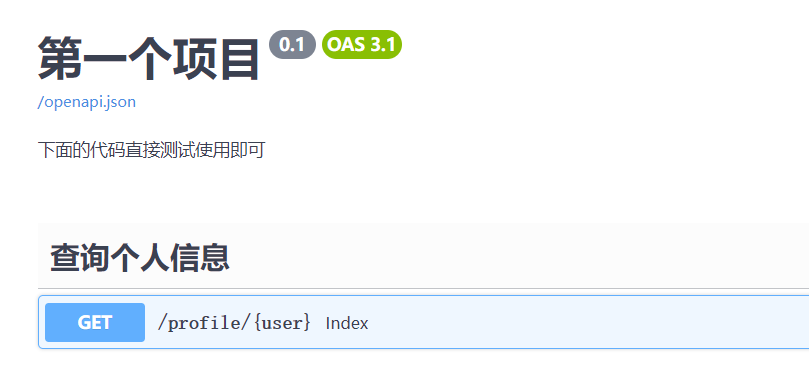 第一个项目 0.1 OAS 3.1
/openapi.json
下面的代码直接测试使用即可
查询个人信息
GET /profile/{user} Index